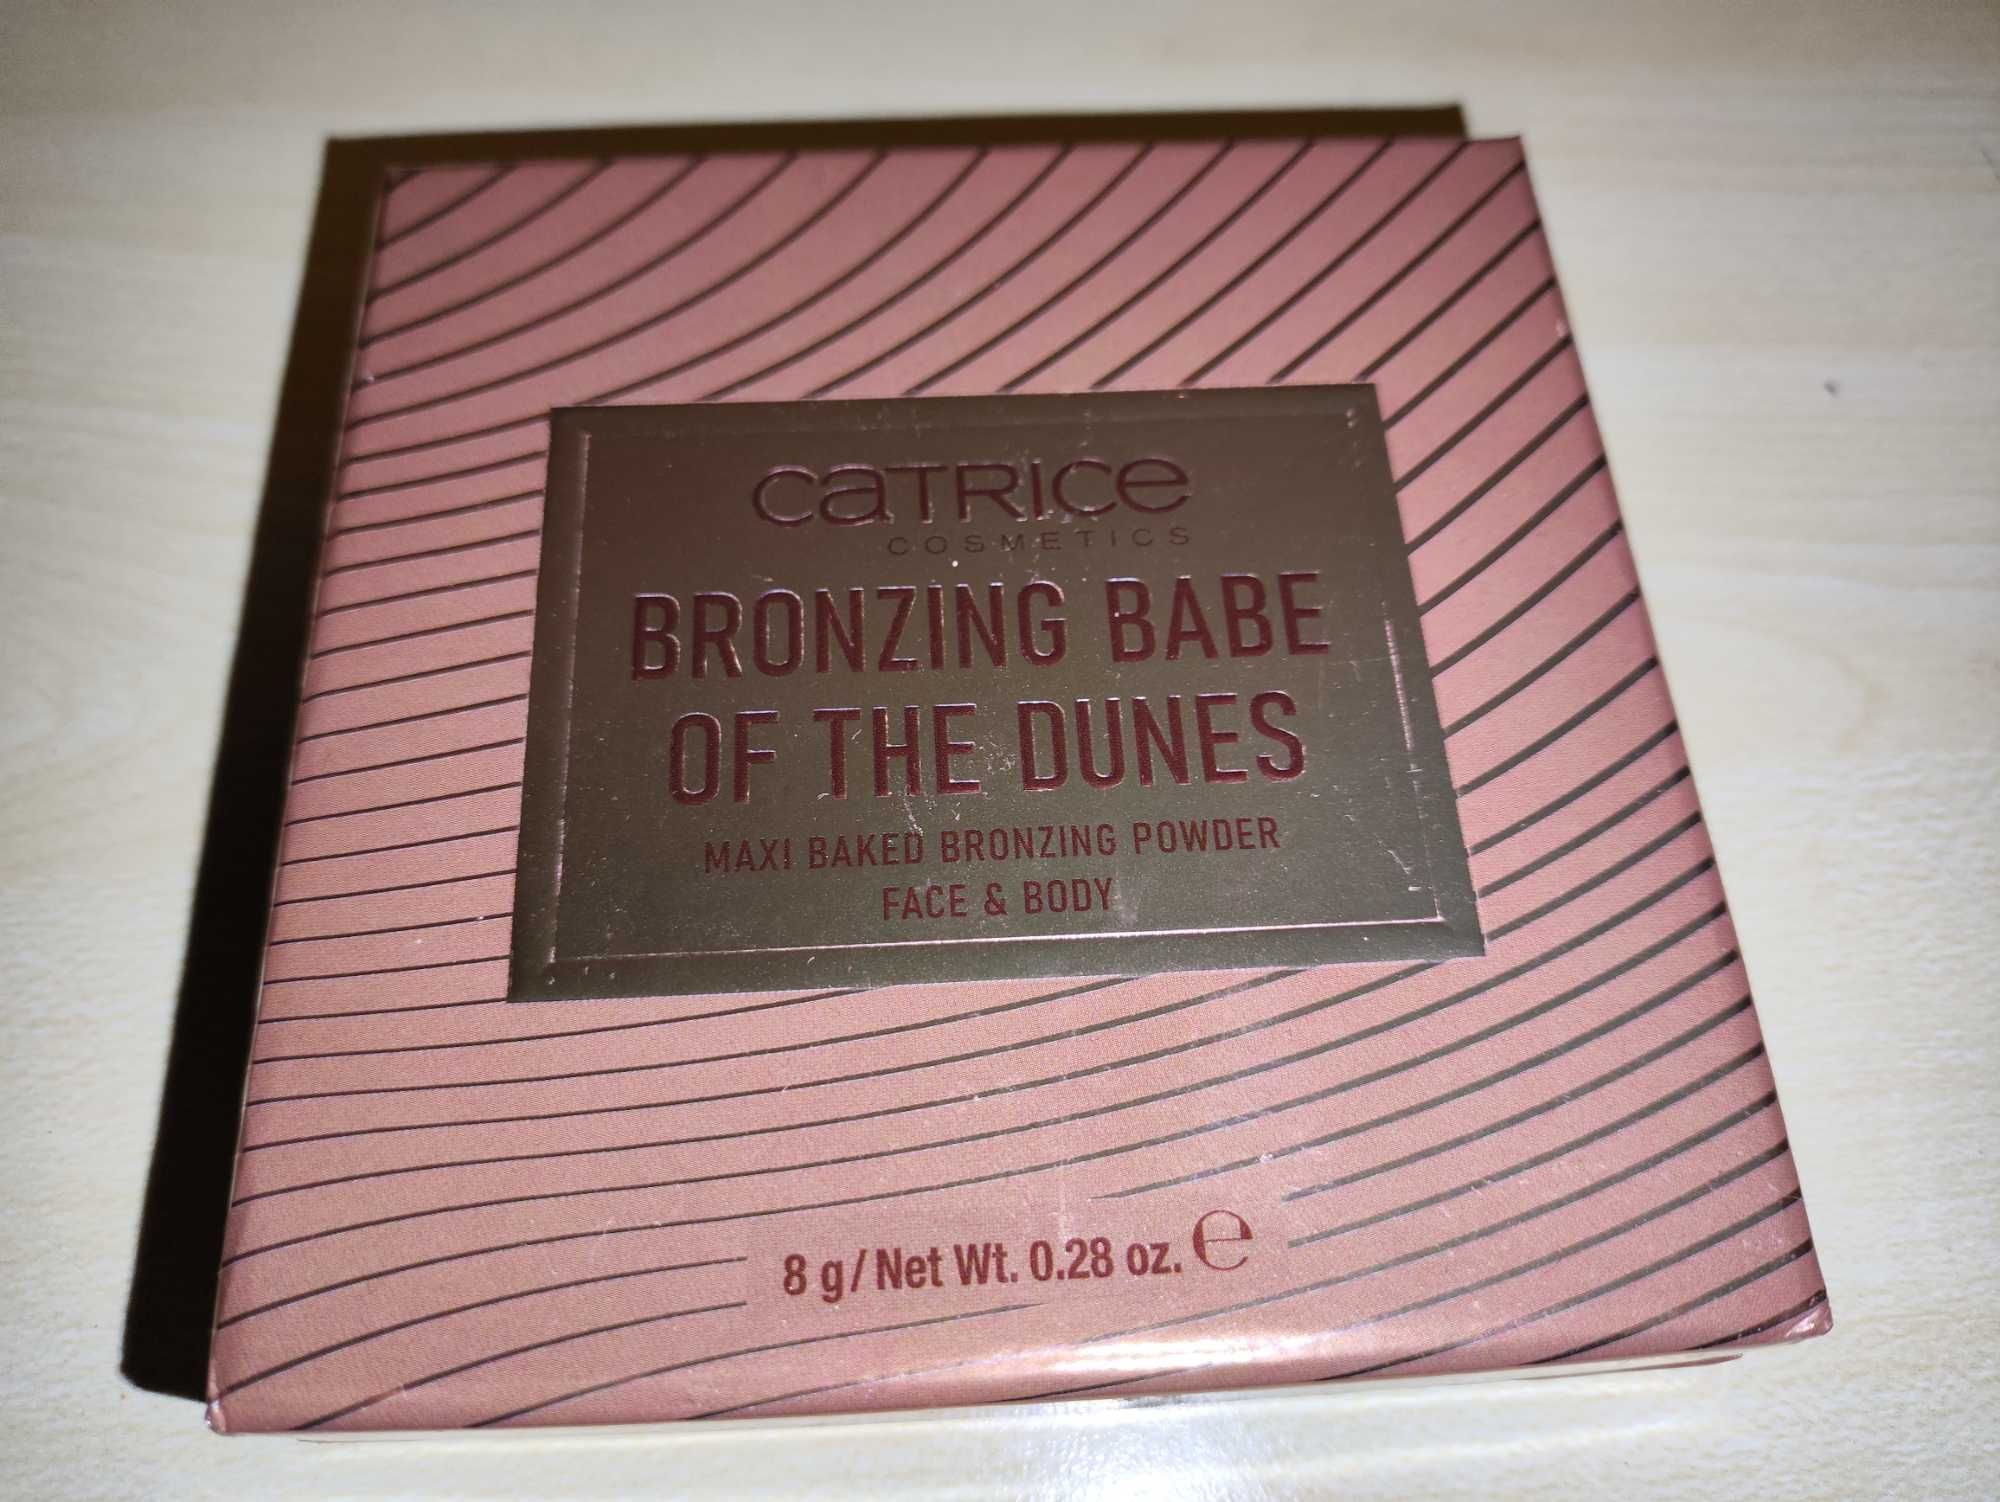 CATRICE
COSMETICS
BRONZING BABE
OF THE DUNES
MAXI BAKED BRONZING POWDER
FACE & BODY
8 g/Net Wt. 0.28 oz. ℮